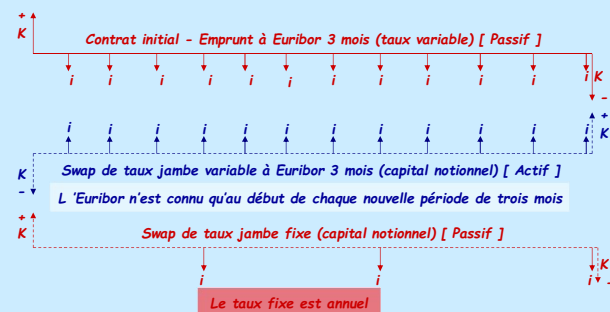 +
K
Contrat initial - Emprunt à Euribor 3 mois (taux variable) [ Passif ]
i i i i i i i i i i i i K
-
i i i i i i i i i i i i
+
K
K
-
Swap de taux jambe variable à Euribor 3 mois (capital notionnel) [ Actif ]
L 'Euribor n'est connu qu'au début de chaque nouvelle période de trois mois
+
K
Swap de taux jambe fixe (capital notionnel) [ Passif ]
i i i K
-
Le taux fixe est annuel